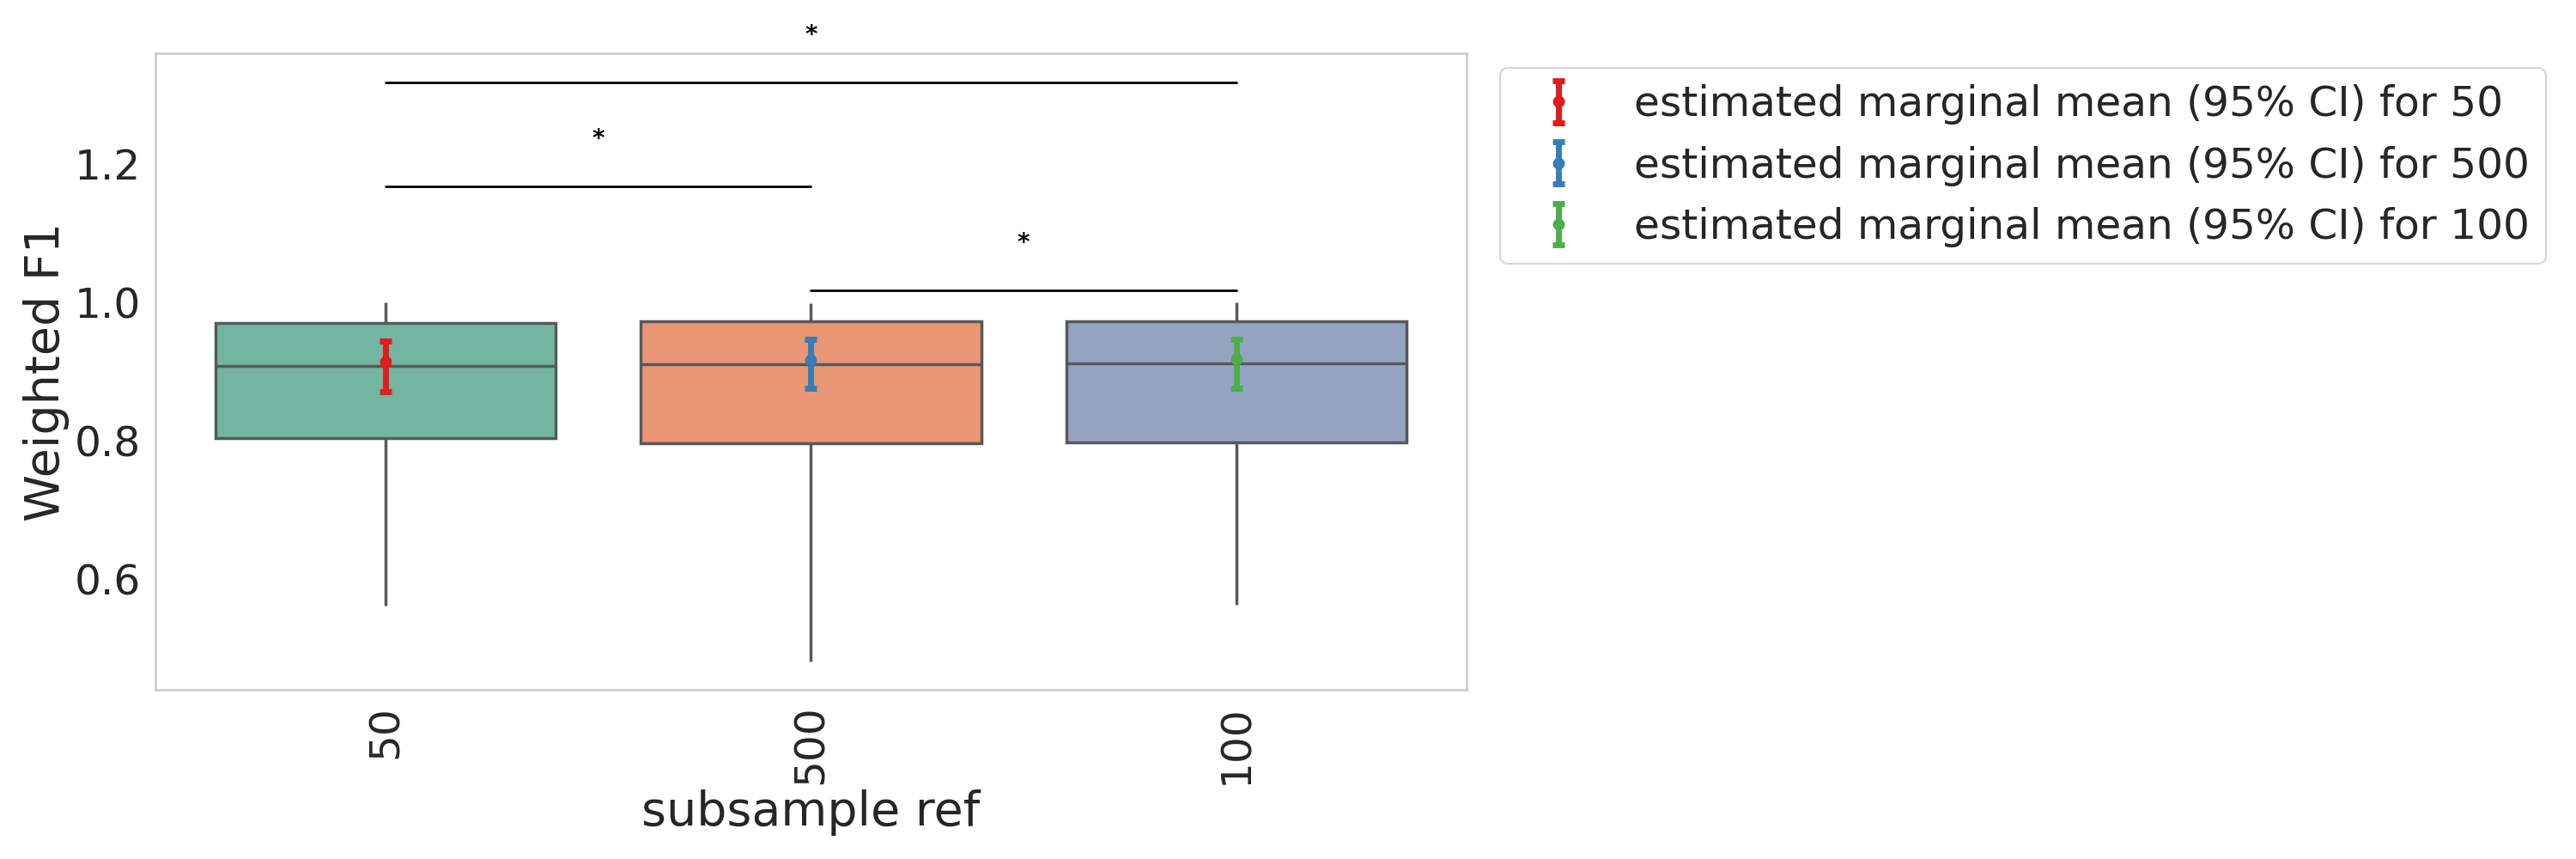 *
*
*
Weighted F1
1.2
1.0
0.8
0.6
50
500
100
subsample ref
estimated marginal mean (95% CI) for 50
estimated marginal mean (95% CI) for 500
estimated marginal mean (95% CI) for 100